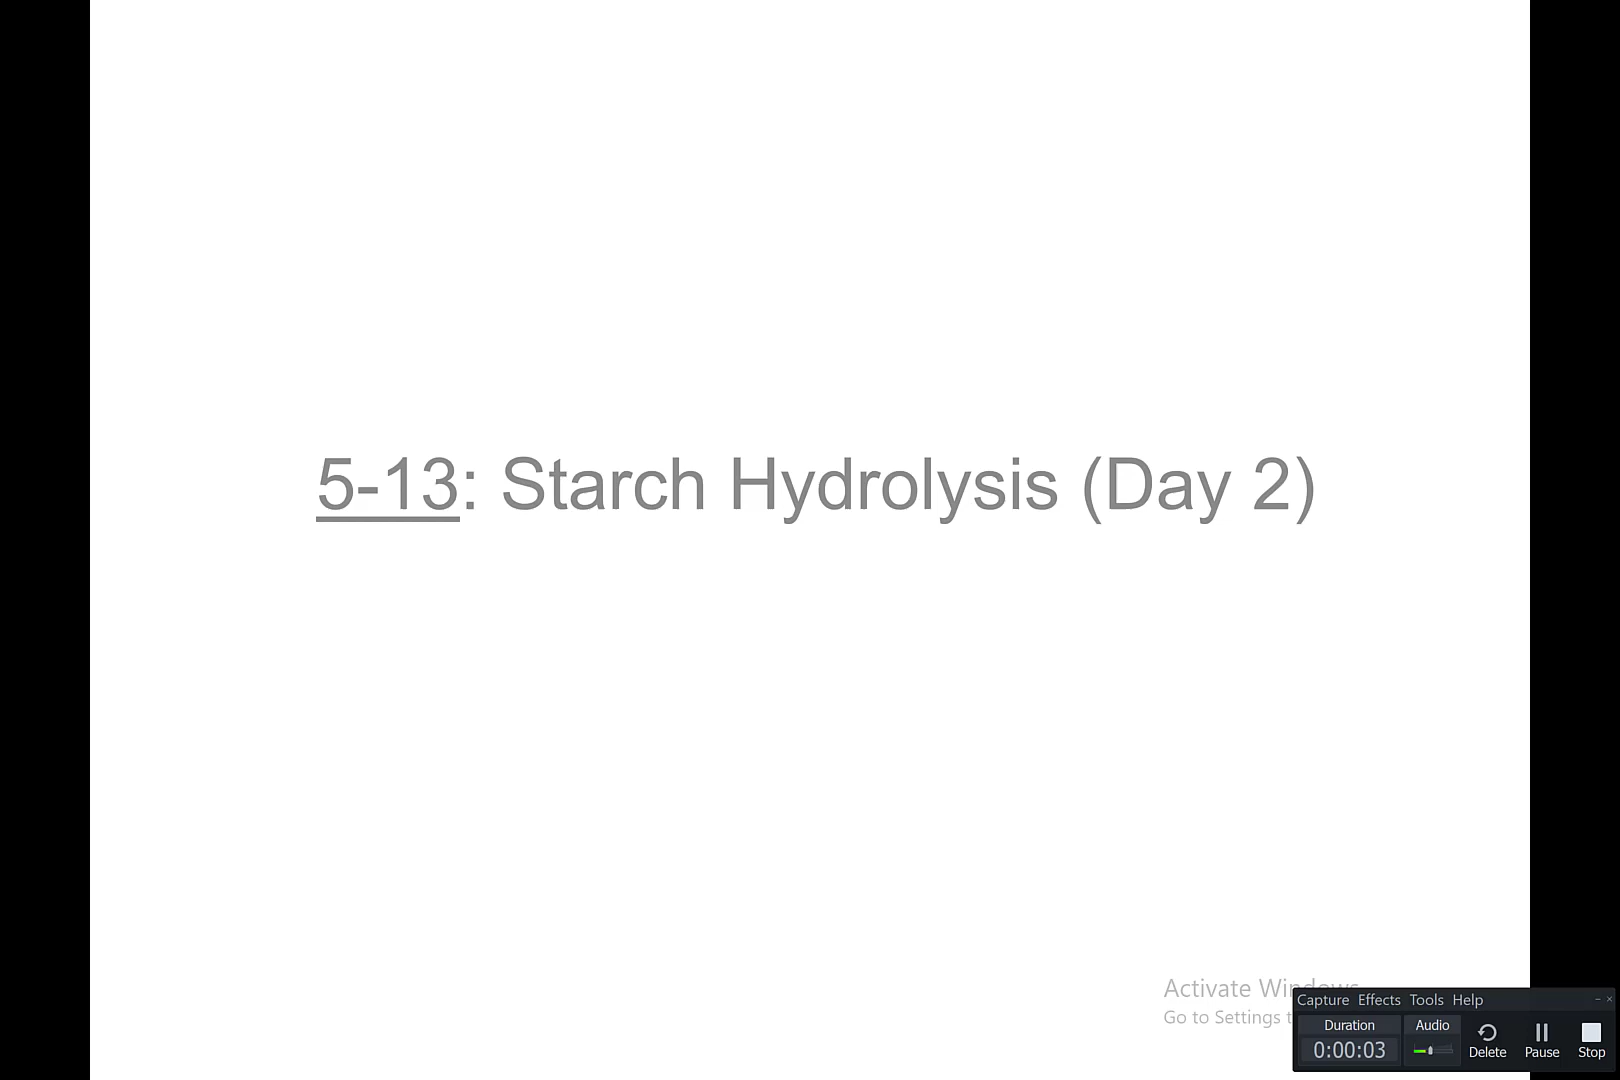 5-13: Starch Hydrolysis (Day 2)
Activate Windows
Go to Settings
Capture Effects Tools Help
Duration Audio
0:00:03 Delete Pause Stop